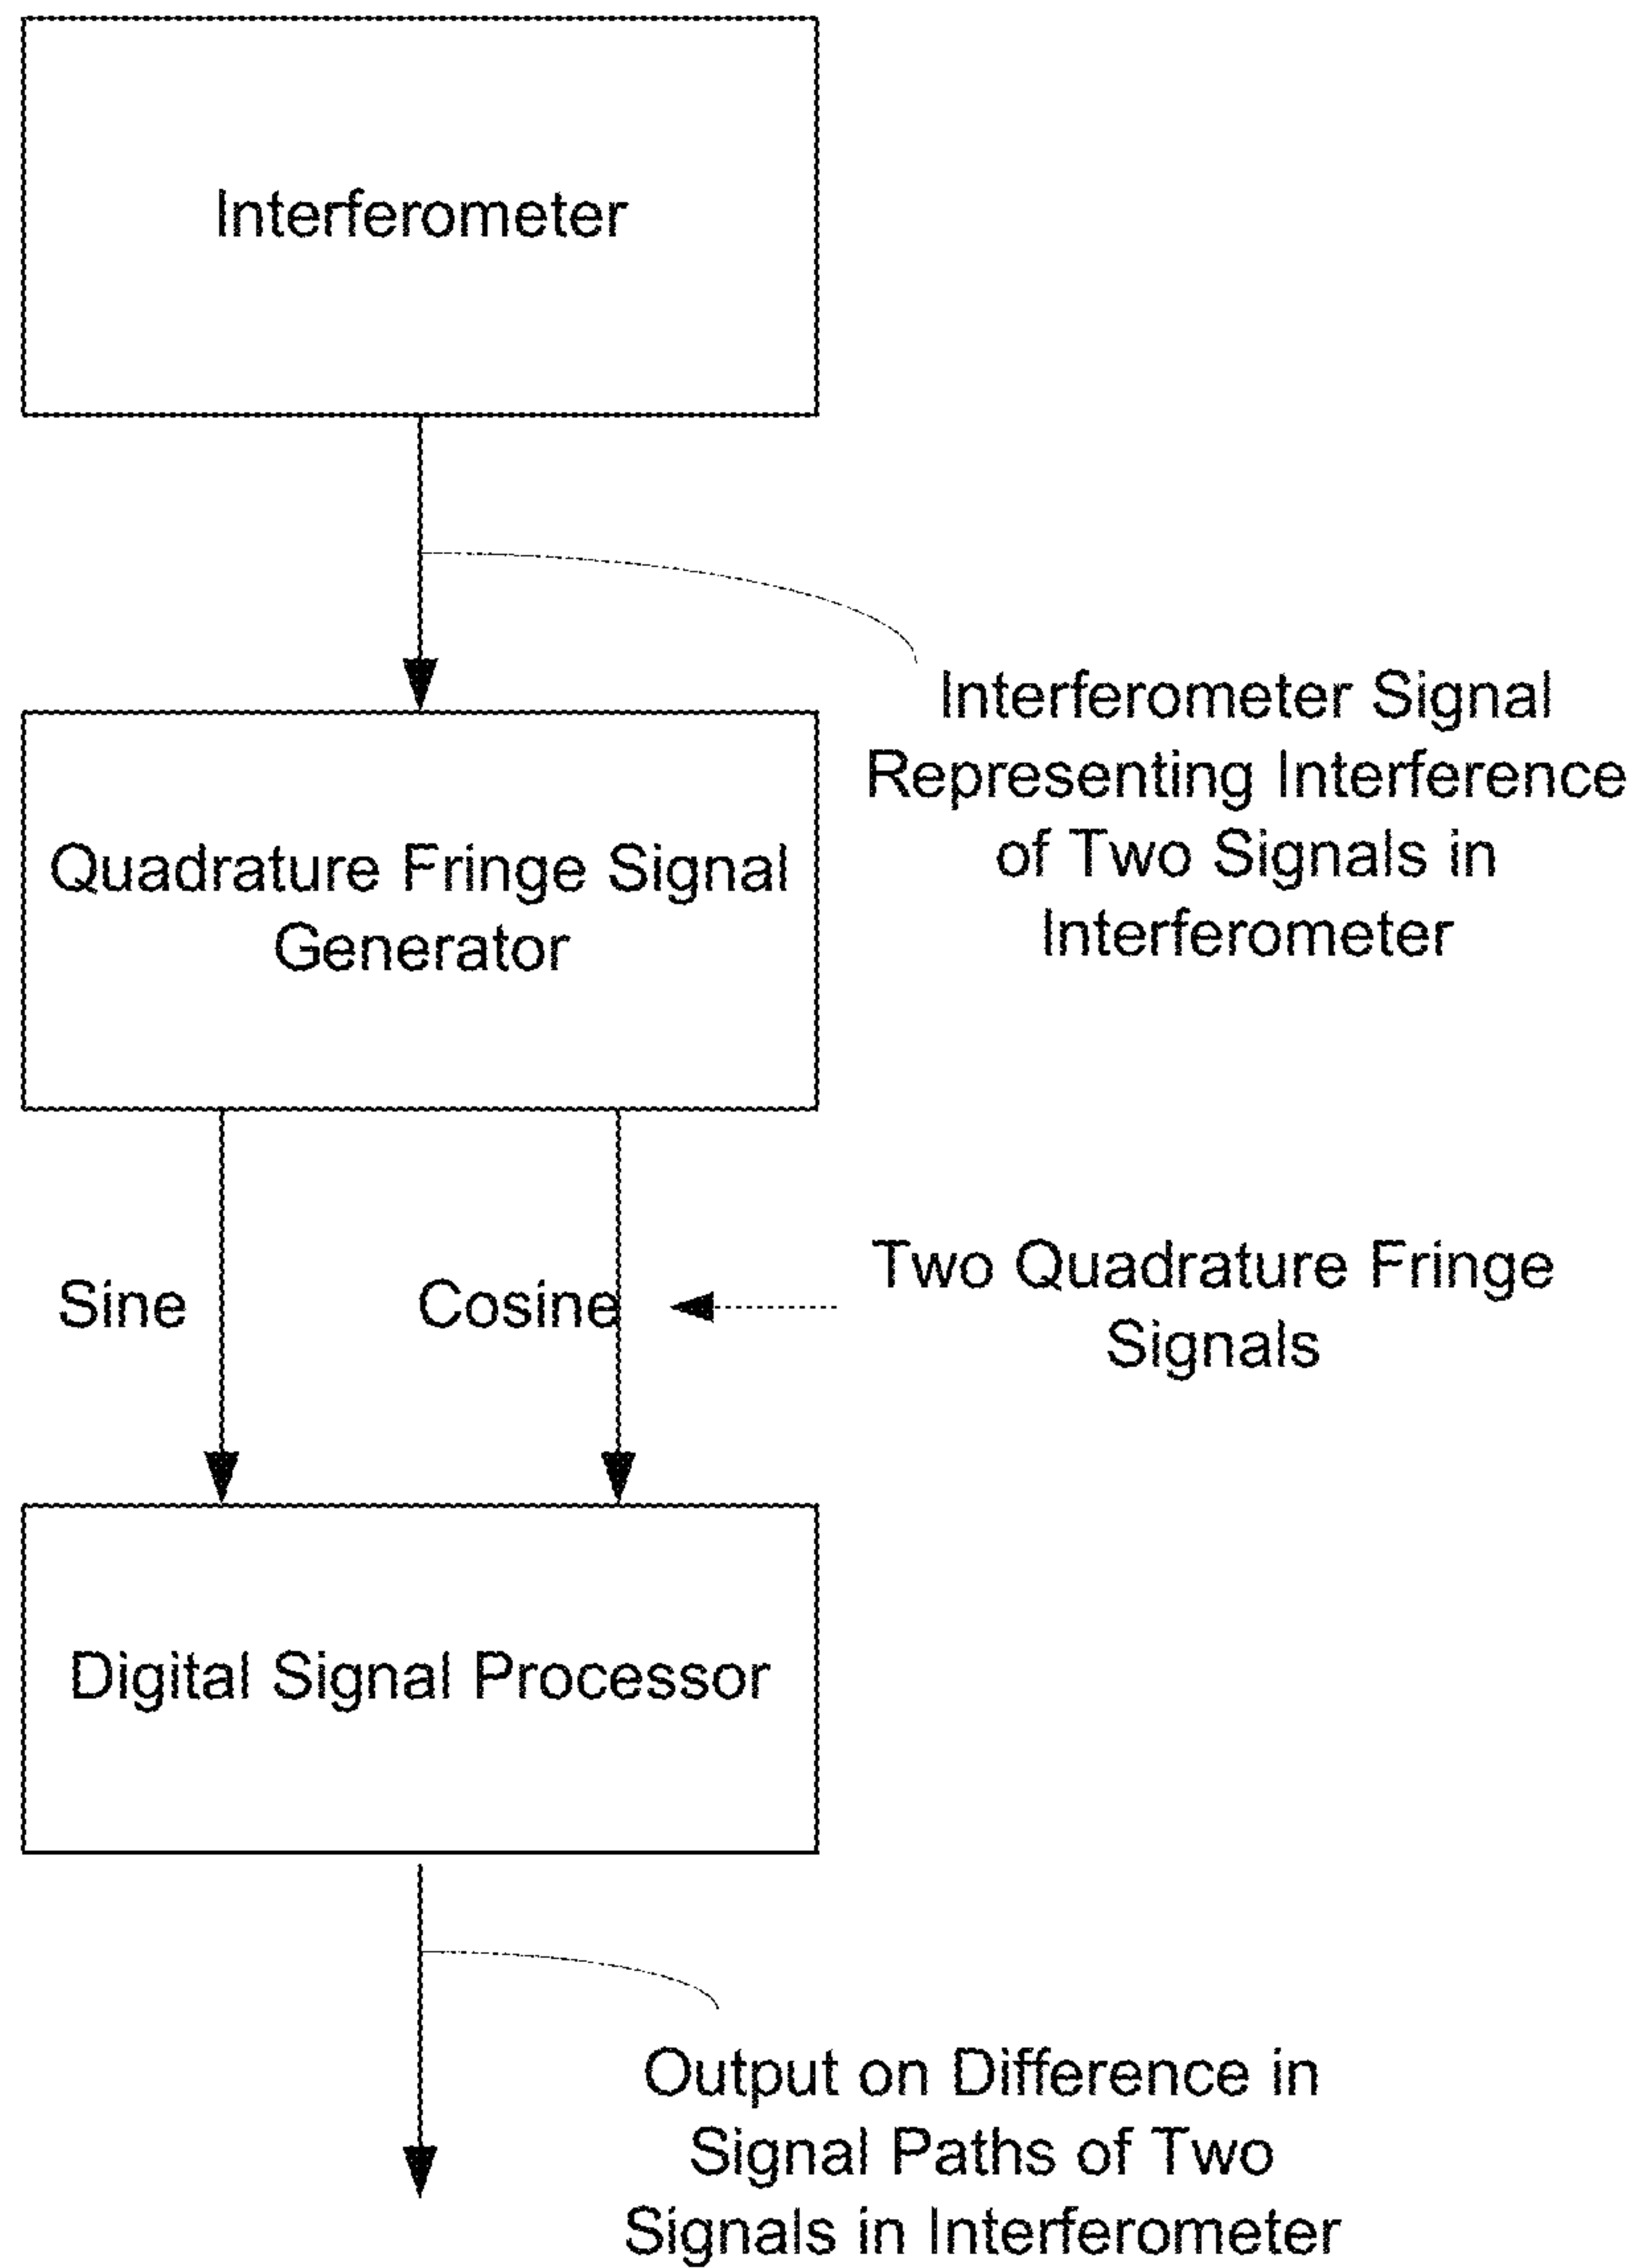 Interferometer
Interferometer Signal
Representing Interference
of Two Signals in
Interferometer
Quadrature Fringe Signal
Generator
Sine
Cosine
Two Quadrature Fringe
Signals
Digital Signal Processor
Output on Difference in
Signal Paths of Two
Signals in Interferometer